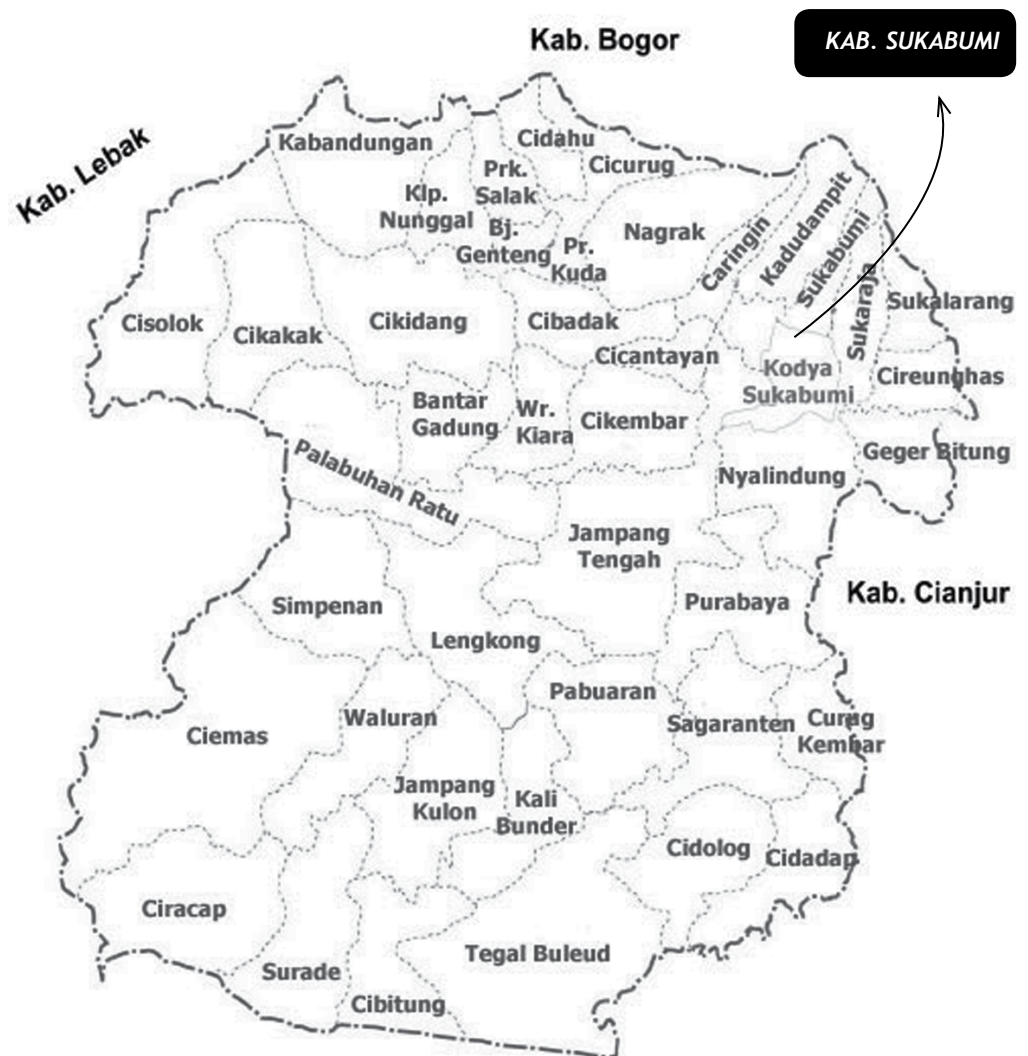 Kab. Bogor
KAB. SUKABUMI
Kab. Lebak
Kabandungan
Cidahu
Cicurug
Prk.
Salak
Klp.
Nunggal
Bj.
Genteng
Pr.
Kuda
Nagrak
Caringin
Kadudampit
Sukabumi
Sukaraja
Sukalarang
Cisolok
Cikakak
Cikidang
Cibadak
Cicantayan
Kodya
Sukabumi
Cireunghas
Bantar
Gadung
Wr.
Kiara
Cikembar
Geger Bitung
Palabuhan Ratu
Nyalindung
Jampang
Tengah
Kab. Cianjur
Simpenan
Purabaya
Lengkong
Pabuaran
Waluran
Sagaranten
Curug
Kembar
Ciemas
Jampang
Kulon
Kali
Bunder
Cidolog
Cidadap
Ciracap
Tegal Buleud
Surade
Cibitung